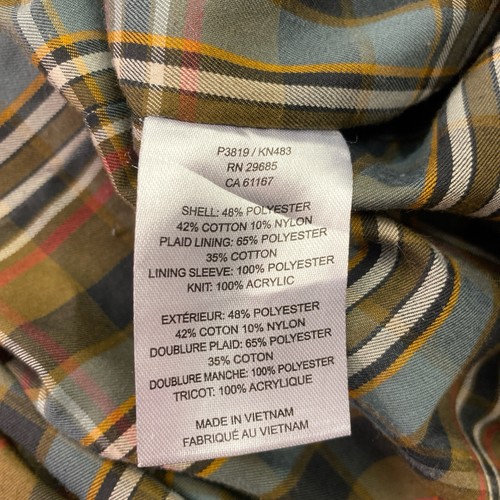 P3819 / KN483
RN 29685
CA 61167
SHELL: 48% POLYESTER
42% COTTON 10% NYLON
PLAID LINING: 65% POLYESTER
35% COTTON
LINING SLEEVE: 100% POLYESTER
KNIT: 100% ACRYLIC
EXTÉRIEUR: 48% POLYESTER
42% COTON 10% NYLON
DOUBLURE PLAID: 65% POLYESTER
35% COTON
DOUBLURE MANCHE: 100% POLYESTER
TRICOT: 100% ACRYLIQUE
MADE IN VIETNAM
FABRIQUÉ AU VIETNAM